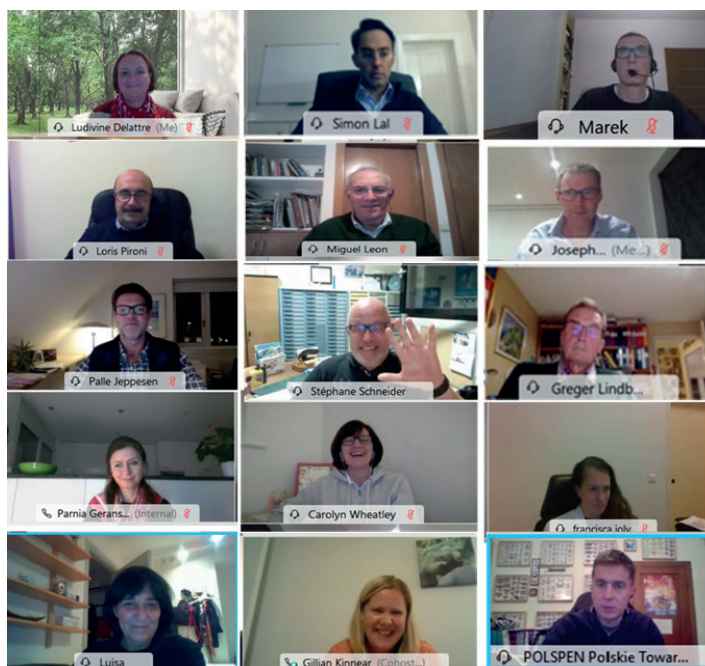 Ludivine Delattre (Me)
Simon Lal
Marek
Loris Pironi
Miguel Leon
Joseph... (Me...)
Palle Jeppesen
Stéphane Schneider
Greger Lindb...
Parnia Gerans... (Internal)
Carolyn Wheatley
francisca joly
Luisa
Gillian Kinnear (Cohost...)
POLSPEN Polskie Towar...